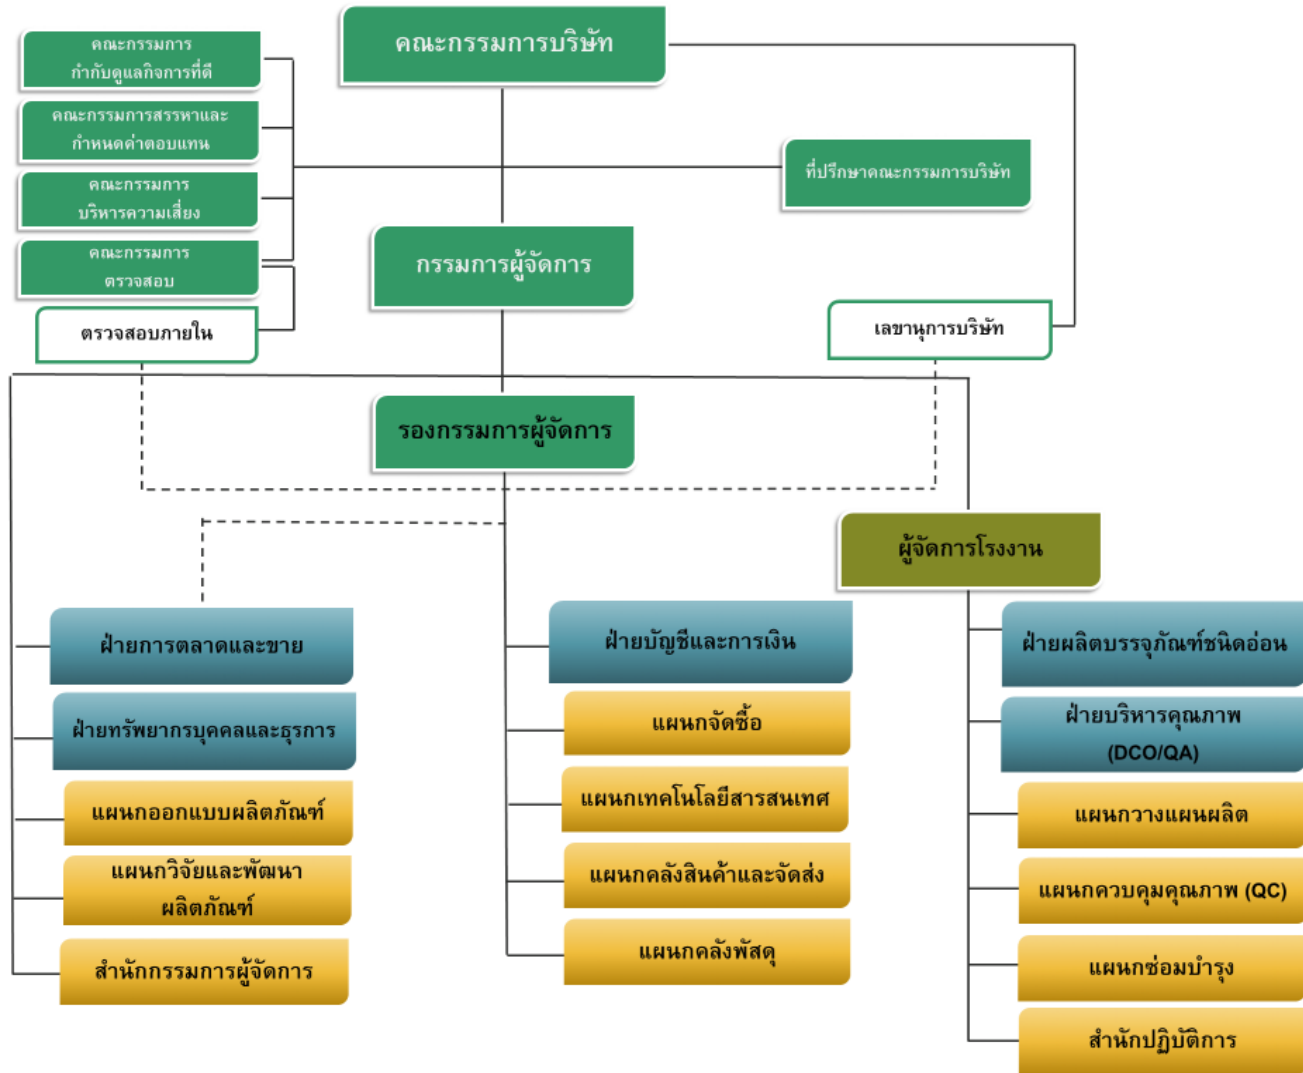 คณะกรรมการบริษัท
คณะกรรมการ
กำกับดูแลกิจการที่ดี
คณะกรรมการสรรหาและ
กำหนดค่าตอบแทน
ที่ปรึกษาคณะกรรมการบริษัท
คณะกรรมการ
บริหารความเสี่ยง
คณะกรรมการ
ตรวจสอบ
กรรมการผู้จัดการ
ตรวจสอบภายใน
เลขานุการบริษัท
รองกรรมการผู้จัดการ
ผู้จัดการโรงงาน
ฝ่ายการตลาดและขาย
ฝ่ายทรัพยากรบุคคลและธุรการ
แผนกออกแบบผลิตภัณฑ์
แผนกวิจัยและพัฒนา
ผลิตภัณฑ์
สำนักกรรมการผู้จัดการ
ฝ่ายบัญชีและการเงิน
แผนกจัดซื้อ
แผนกเทคโนโลยีสารสนเทศ
แผนกคลังสินค้าและจัดส่ง
แผนกคลังพัสดุ
ฝ่ายผลิตบรรจุภัณฑ์ชนิดอ่อน
ฝ่ายบริหารคุณภาพ
(DCO/QA)
แผนกวางแผนผลิต
แผนกควบคุมคุณภาพ (QC)
แผนกซ่อมบำรุง
สำนักปฏิบัติการ